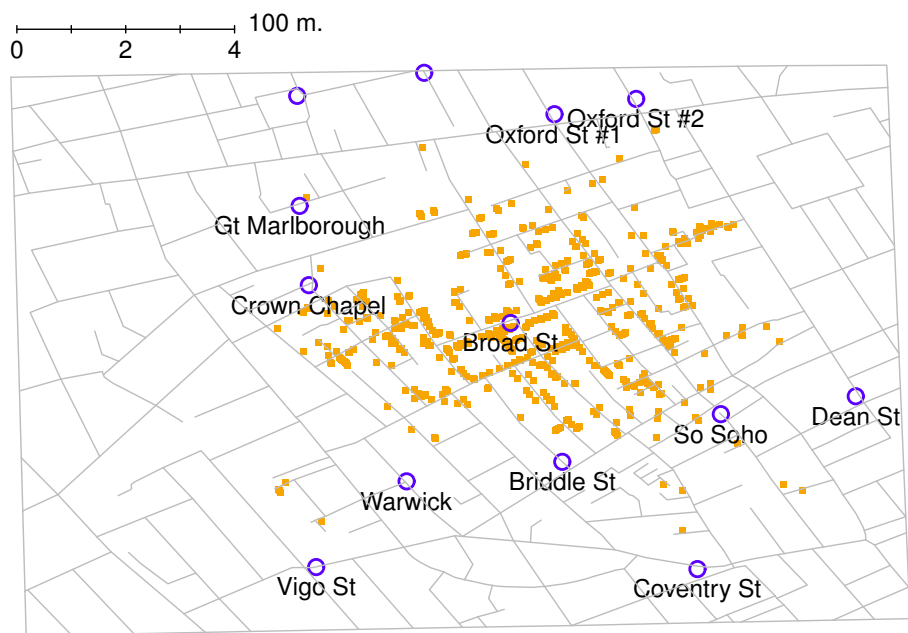 100 m.
0 2 4
Oxford St #2
Oxford St #1
Gt Marlborough
Crown Chapel
Broad St
Dean St
So Soho
Briddle St
Warwick
Vigo St
Coventry St